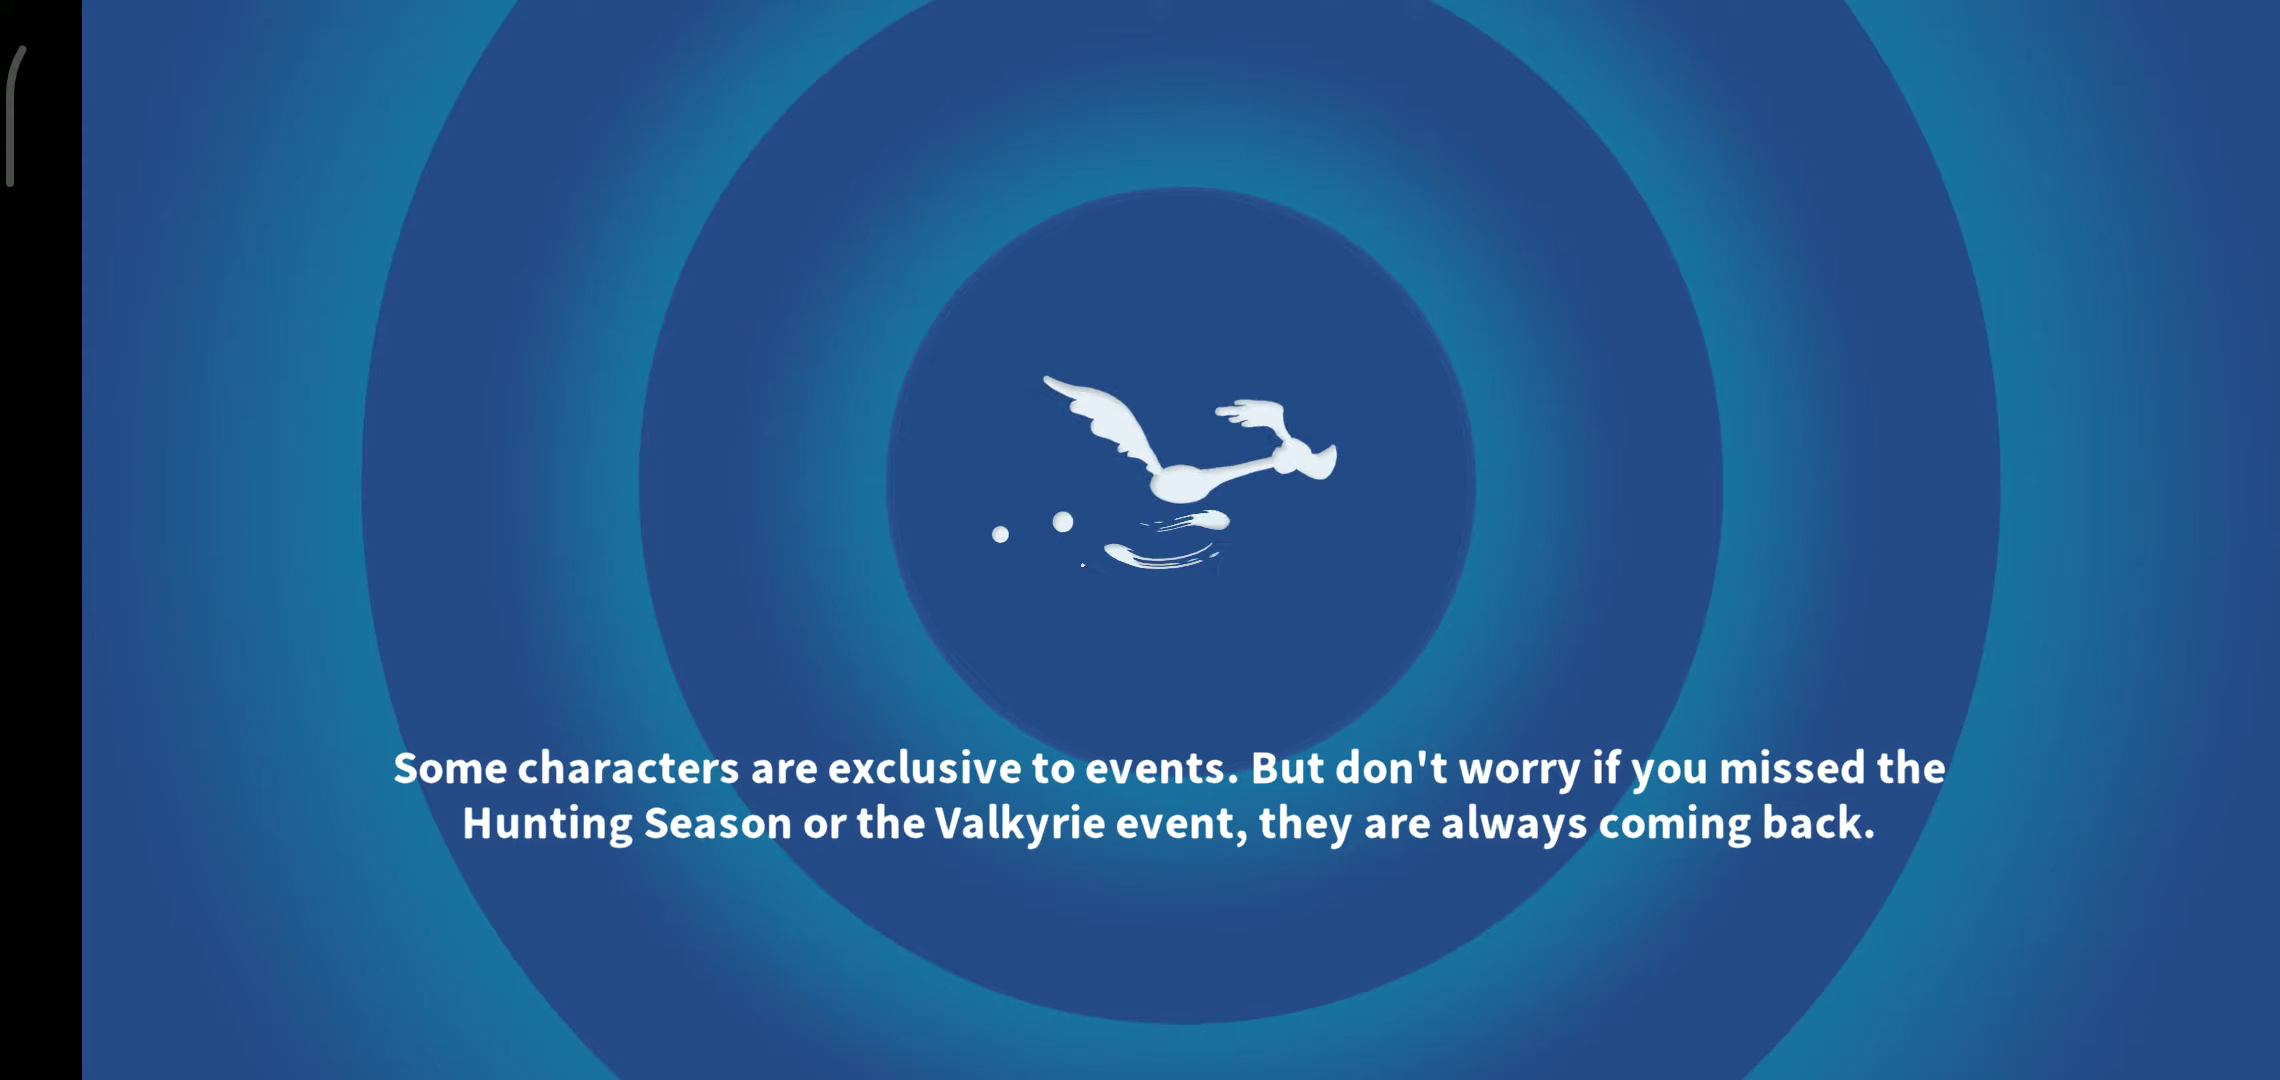 Some characters are exclusive to events. But don't worry if you missed the
Hunting Season or the Valkyrie event, they are always coming back.